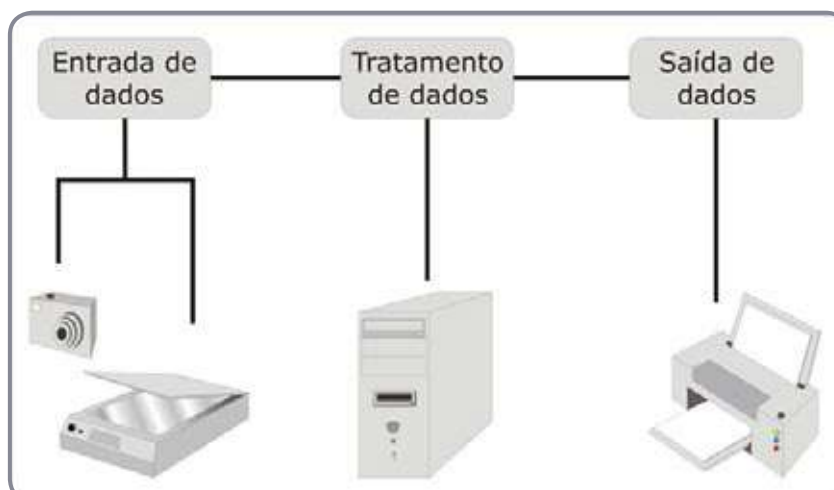 Entrada de
dados
Tratamento
de dados
Saída de
dados